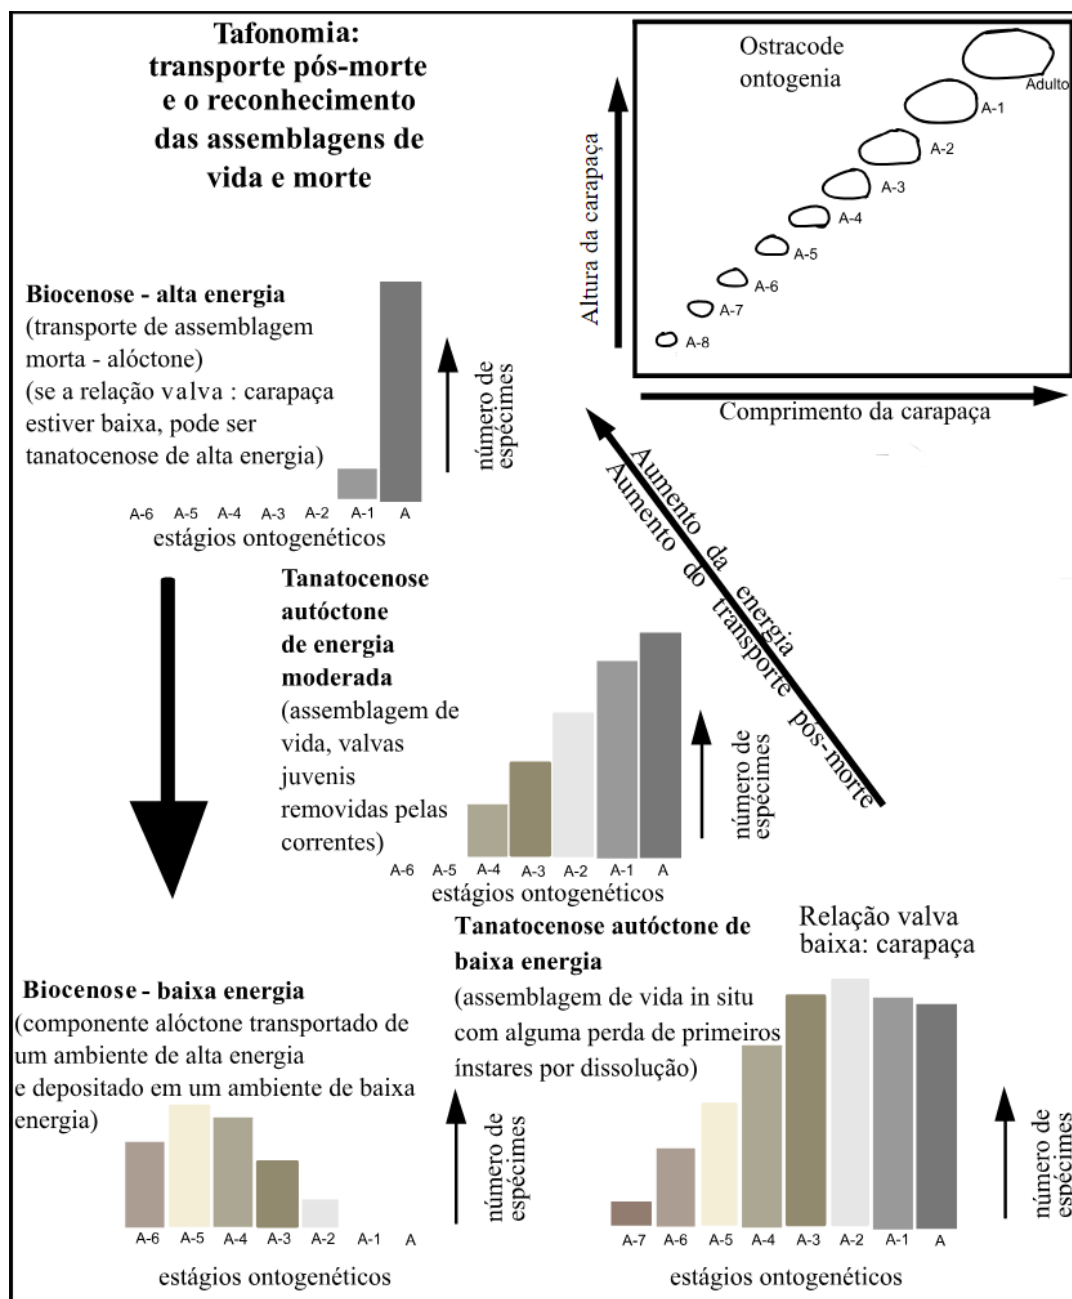 Tafonomia:
transporte pós-morte
e o reconhecimento
das assemblagens de
vida e morte
Ostracode
ontogenia
Adulto
A-1
A-2
A-3
A-4
A-5
A-6
A-7
A-8
Altura da carapaça
Comprimento da carapaça
Biocenose - alta energia
(transporte de assemblagem
morta - alóctone)
(se a relação valva : carapaça
estiver baixa, pode ser
tanatocenose de alta energia)
número de
espécimes
A-6 A-5 A-4 A-3 A-2 A-1 A
estágios ontogenéticos
Aumento da energia
Aumento do transporte pós-morte
Tanatocenose
autóctone
de energia
moderada
(assemblagem de
vida, valvas
juvenis
removidas pelas
correntes)
número de
espécimes
A-6 A-5 A-4 A-3 A-2 A-1 A
estágios ontogenéticos
Tanatocenose autóctone de
baixa energia
(assemblagem de vida in situ
com alguma perda de primeiros
ínstares por dissolução)
Relação valva
baixa: carapaça
número de
espécimes
A-7 A-6 A-5 A-4 A-3 A-2 A-1 A
estágios ontogenéticos
Biocenose - baixa energia
(componente alóctone transportado de
um ambiente de alta energia
e depositado em um ambiente de baixa
energia)
número de
espécimes
A-6 A-5 A-4 A-3 A-2 A-1 A
estágios ontogenéticos